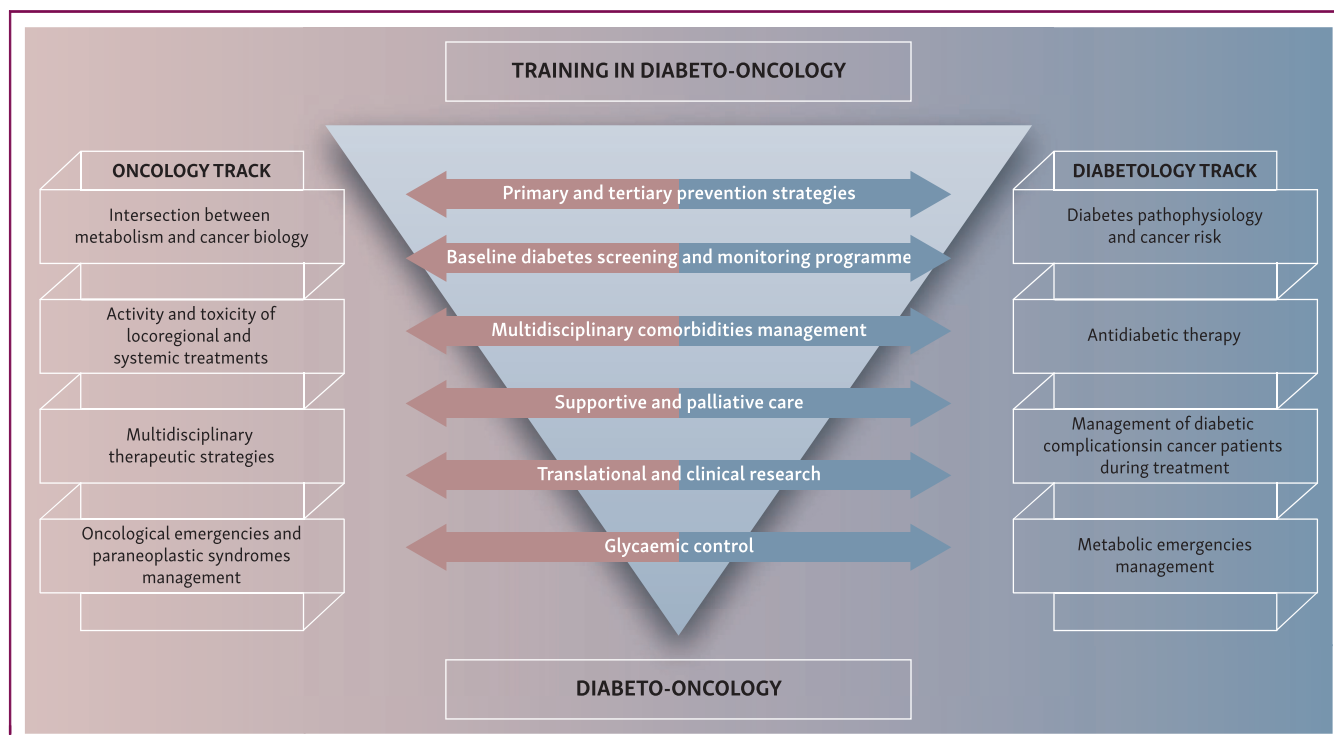 TRAINING IN DIABETO-ONCOLOGY
ONCOLOGY TRACK
Intersection between
metabolism and cancer biology
Activity and toxicity of
locoregional and
systemic treatments
Multidisciplinary
therapeutic strategies
Oncological emergencies and
paraneoplastic syndromes
management
Primary and tertiary prevention strategies
Baseline diabetes screening and monitoring programme
Multidisciplinary comorbidities management
Supportive and palliative care
Translational and clinical research
Glycaemic control
DIABETOLOGY TRACK
Diabetes pathophysiology
and cancer risk
Antidiabetic therapy
Management of diabetic
complicationsin cancer patients
during treatment
Metabolic emergencies
management
DIABETO-ONCOLOGY